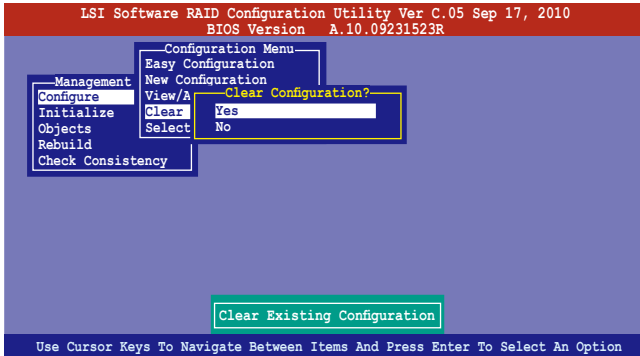 LSI Software RAID Configuration Utility Ver C.05 Sep 17, 2010
BIOS Version A.10.09231523R
Configuration Menu
Easy Configuration
New Configuration
View/A
Clear
Select
Management
Configure
Initialize
Objects
Rebuild
Check Consistency
Clear Configuration?
Yes
No
Clear Existing Configuration
Use Cursor Keys To Navigate Between Items And Press Enter To Select An Option